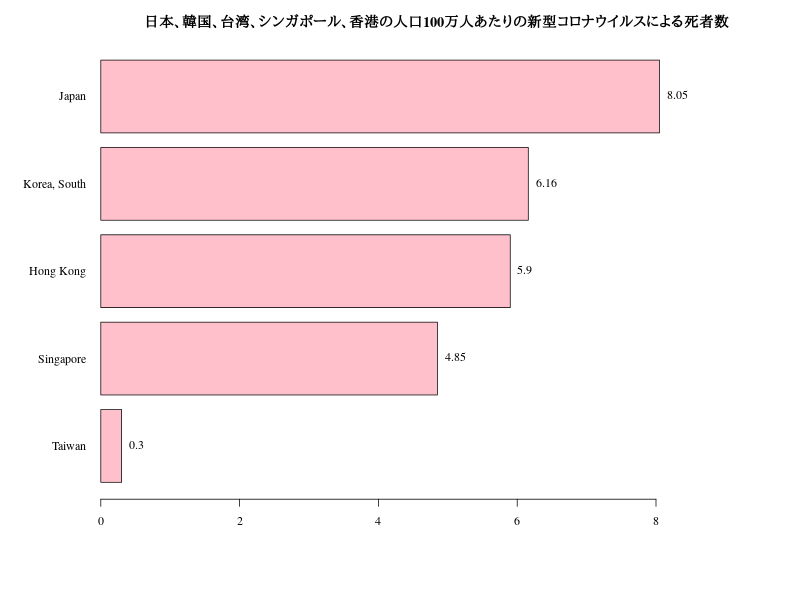 日本、韓国、台湾、シンガポール、香港の人口100万人あたりの新型コロナウイルスによる死者数
Japan 8.05
Korea, South 6.16
Hong Kong 5.9
Singapore 4.85
Taiwan 0.3
0 2 4 6 8